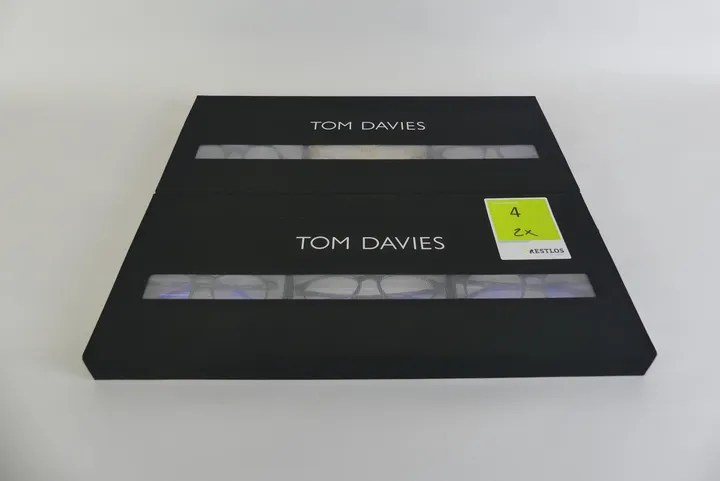 TOM DAVIES
TOM DAVIES
4
2x
RESTLOS